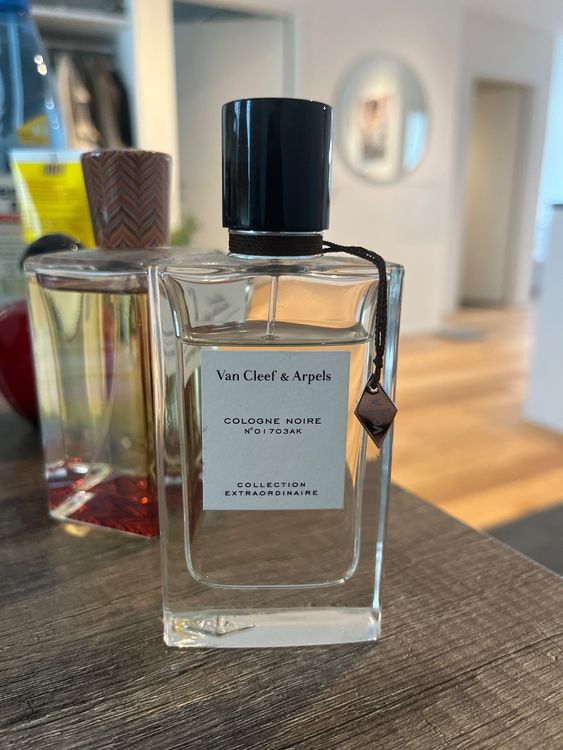 Van Cleef & Arpels
COLOGNE NOIRE
N°01703AK
COLLECTION
EXTRAORDINAIRE